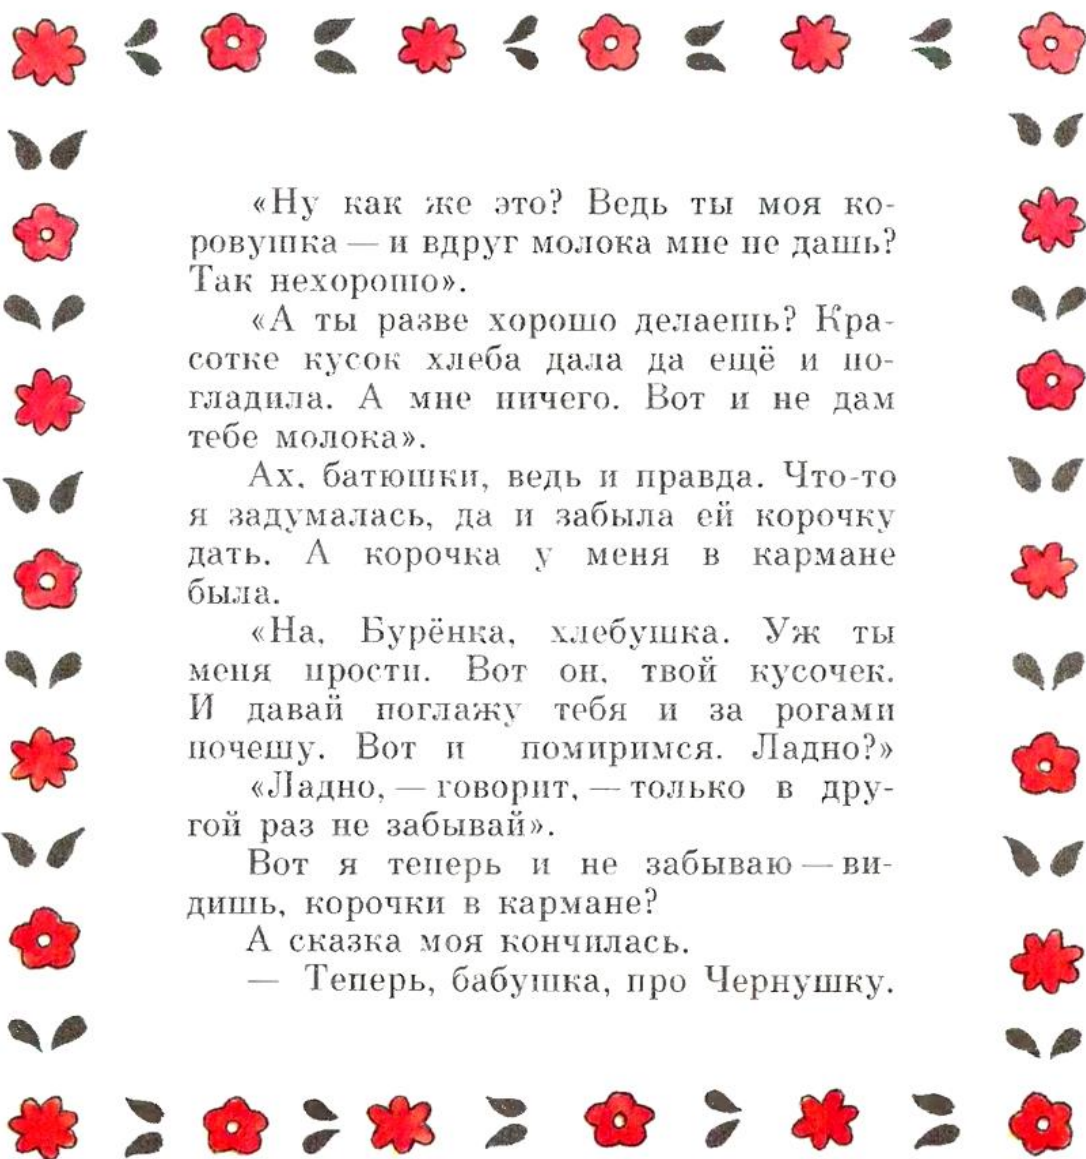 «Ну как же это? Ведь ты моя ко-
ровушка — и вдруг молока мне не дашь?
Так нехорошо».
«А ты разве хорошо делаешь? Кра-
сотке кусок хлеба дала да ещё и по-
гладила. А мне ничего. Вот и не дам
тебе молока».
Ах, батюшки, ведь и правда. Что-то
я задумалась, да и забыла ей корочку
дать. А корочка у меня в кармане
была.
«На, Бурёнка, хлебушка. Уж ты
меня прости. Вот он, твой кусочек.
И давай поглажу тебя и за рогами
почешу. Вот и помиримся. Ладно?»
«Ладно, — говорит, — только в дру-
гой раз не забывай».
Вот я теперь и не забываю — ви-
дишь, корочки в кармане?
А сказка моя кончилась.
— Теперь, бабушка, про Чернушку.